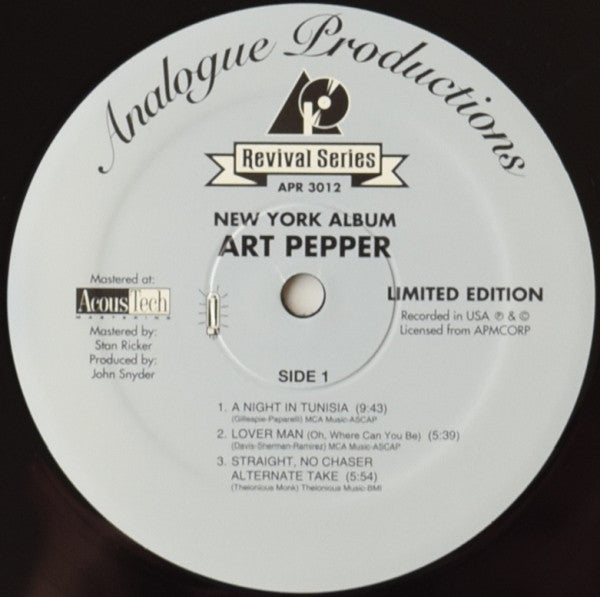 Analogue Productions
AP
Revival Series
APR 3012
NEW YORK ALBUM
ART PEPPER
Mastered at:
AcousTech
MASTERING
Mastered by:
Stan Ricker
Produced by:
John Snyder
LIMITED EDITION
Recorded in USA ℗ & ©
Licensed from APMCORP
SIDE 1
1. A NIGHT IN TUNISIA (9:43)
(Gillespie-Paparelli) MCA Music-ASCAP
2. LOVER MAN (Oh, Where Can You Be) (5:39)
(Davis-Sherman-Ramirez) MCA Music-ASCAP
3. STRAIGHT, NO CHASER
ALTERNATE TAKE (5:54)
(Thelonious Monk) Thelonious Music-BMI